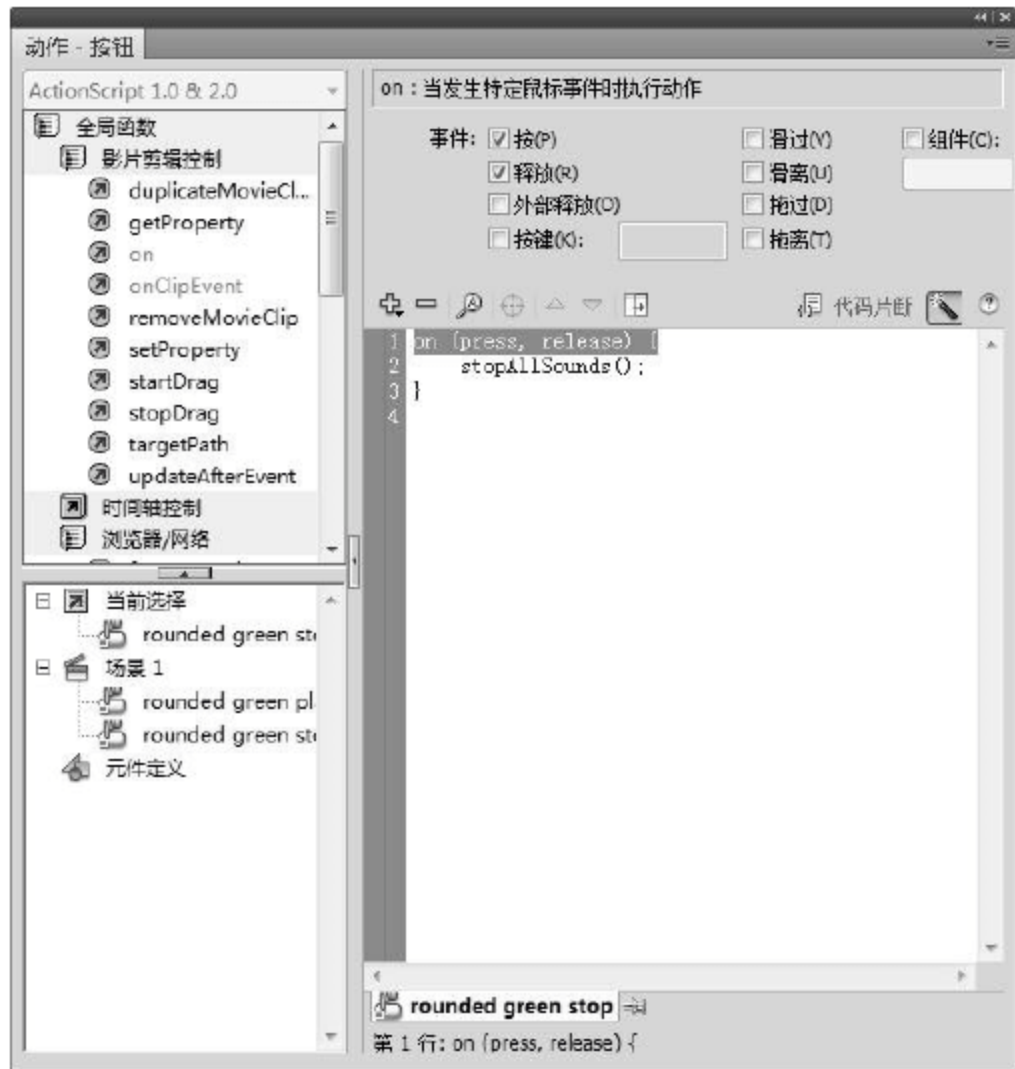 动作 - 按钮
ActionScript 1.0 & 2.0
全局函数
影片剪辑控制
duplicateMovieCl...
getProperty
on
onClipEvent
removeMovieClip
setProperty
startDrag
stopDrag
targetPath
updateAfterEvent
时间轴控制
浏览器/网络
当前选择
rounded green sto
场景 1
rounded green pl
rounded green sto
元件定义
on : 当发生特定鼠标事件时执行动作
事件: 按(P) 滑过(V) 组件(C):
释放(R) 滑离(U)
外部释放(O) 拖过(D)
按键(K): 拖离(T)
代码片断
1 on (press, release) {
2 stopAllSounds();
3 }
4
rounded green stop
第 1 行: on (press, release) {